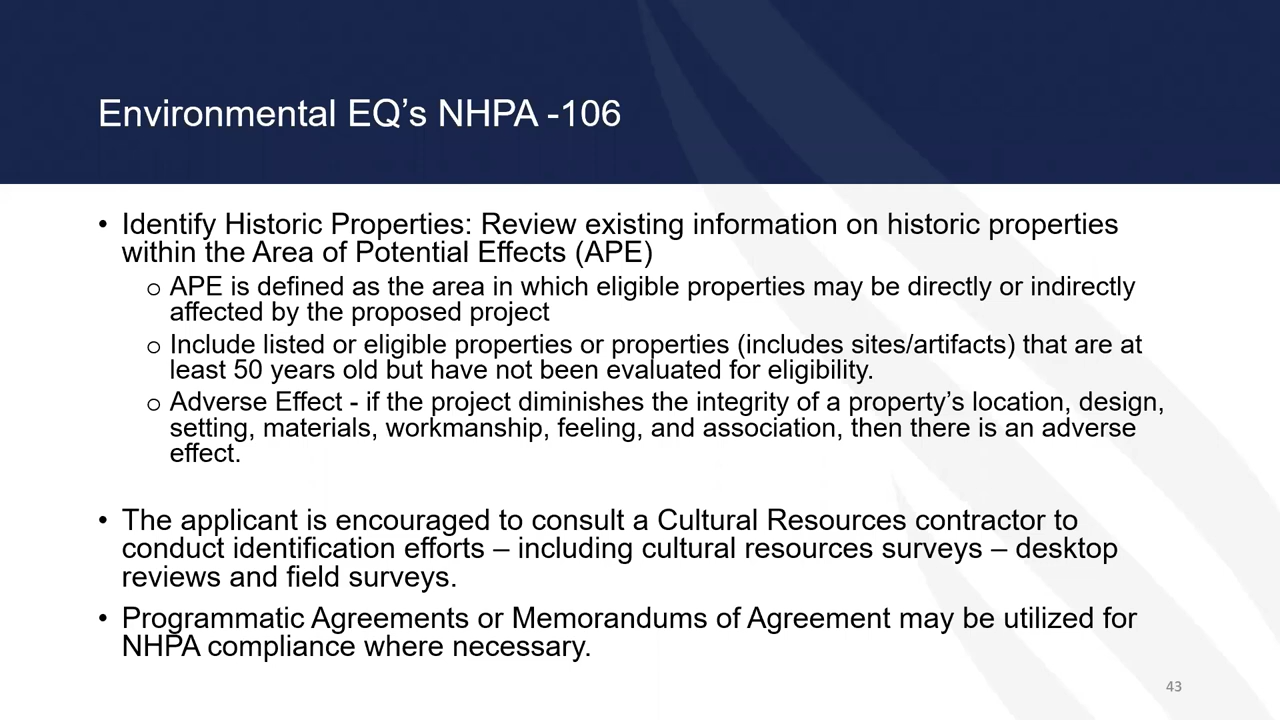 Environmental EQ’s NHPA -106
• Identify Historic Properties: Review existing information on historic properties
within the Area of Potential Effects (APE)
o APE is defined as the area in which eligible properties may be directly or indirectly
affected by the proposed project
o Include listed or eligible properties or properties (includes sites/artifacts) that are at
least 50 years old but have not been evaluated for eligibility.
o Adverse Effect - if the project diminishes the integrity of a property’s location, design,
setting, materials, workmanship, feeling, and association, then there is an adverse
effect.
• The applicant is encouraged to consult a Cultural Resources contractor to
conduct identification efforts – including cultural resources surveys – desktop
reviews and field surveys.
• Programmatic Agreements or Memorandums of Agreement may be utilized for
NHPA compliance where necessary.
43